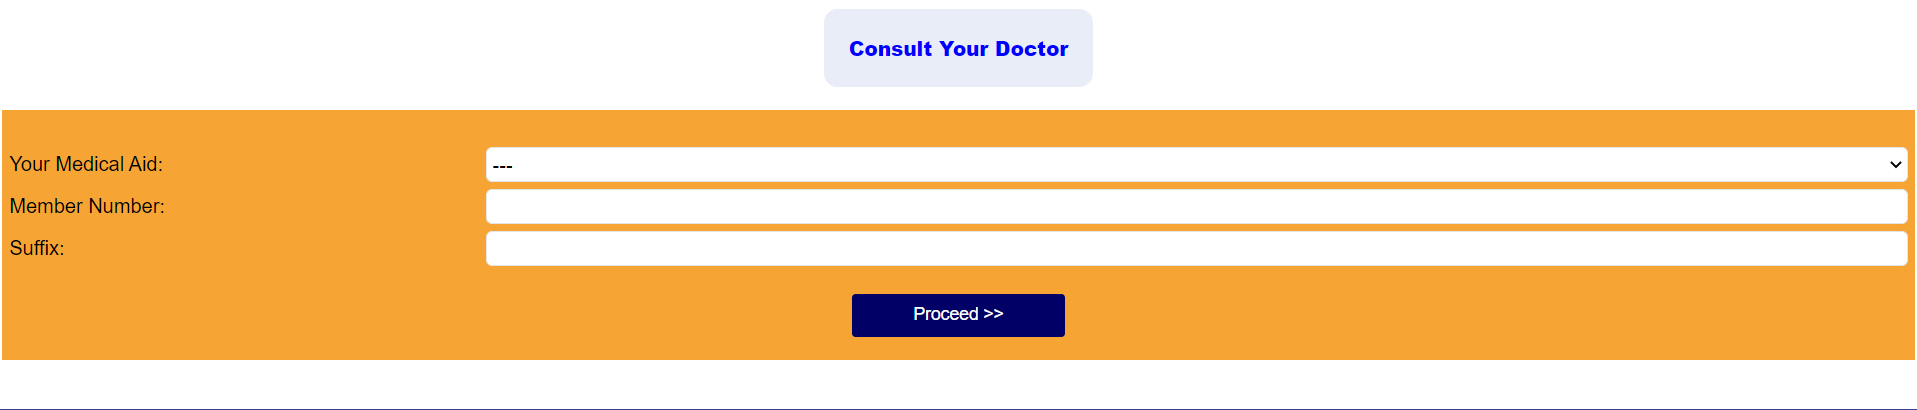 Consult Your Doctor
Your Medical Aid: ---
Member Number:
Suffix:
Proceed >>